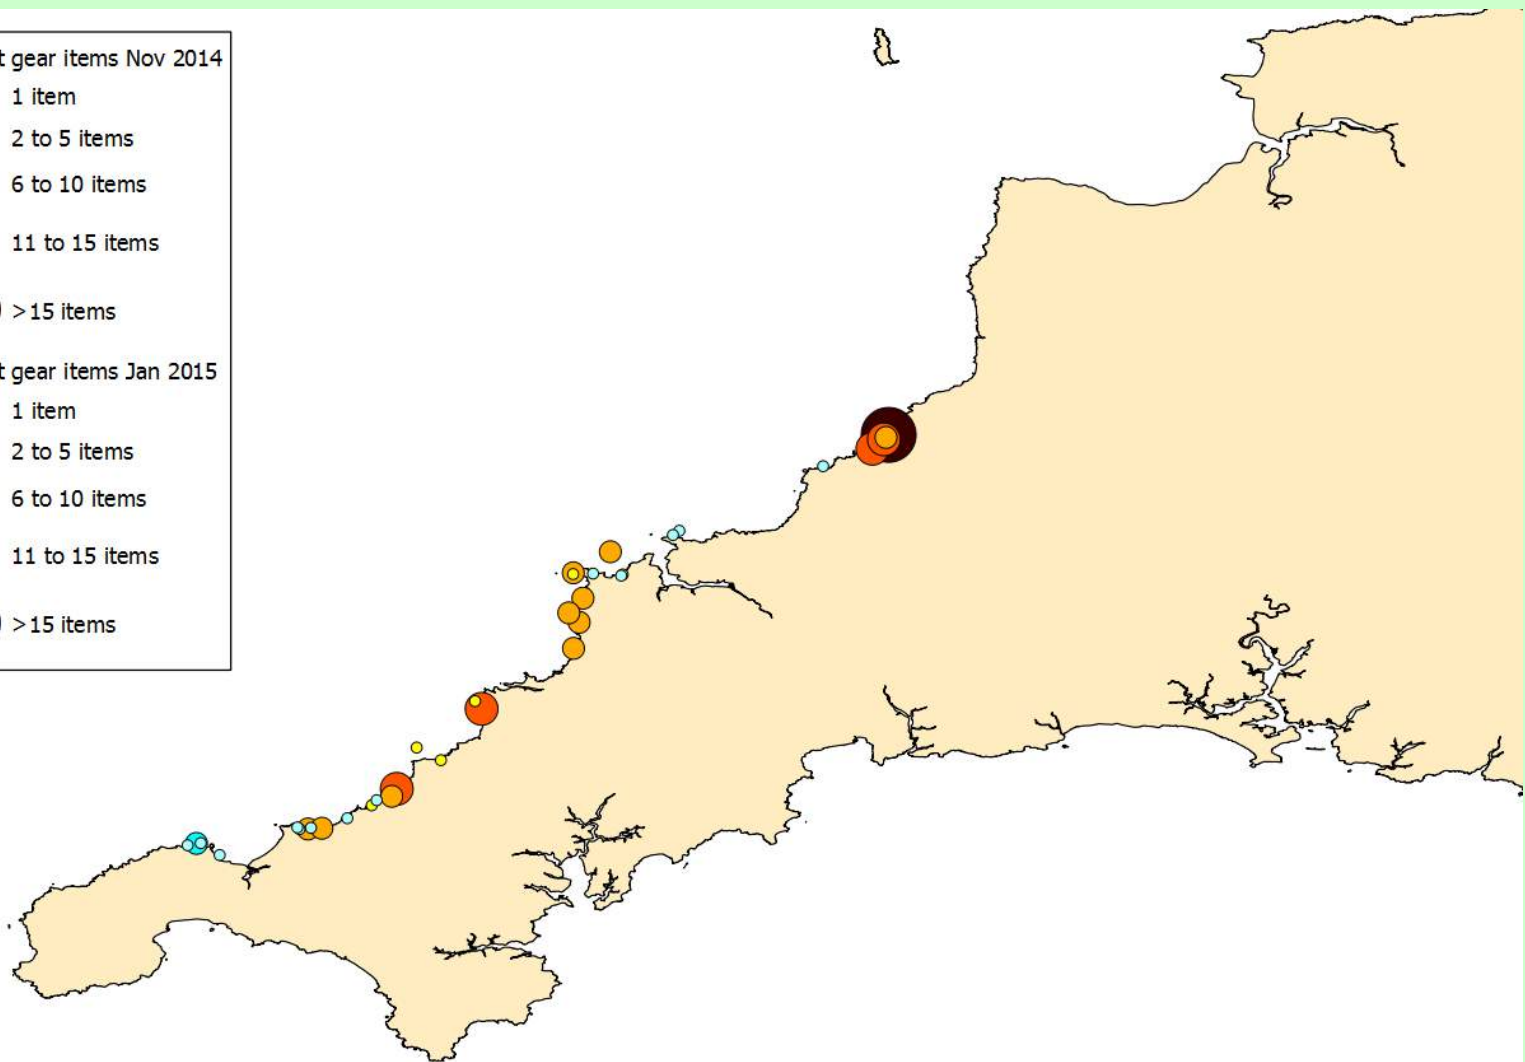 t gear items Nov 2014
1 item
2 to 5 items
6 to 10 items
11 to 15 items
>15 items
t gear items Jan 2015
1 item
2 to 5 items
6 to 10 items
11 to 15 items
>15 items